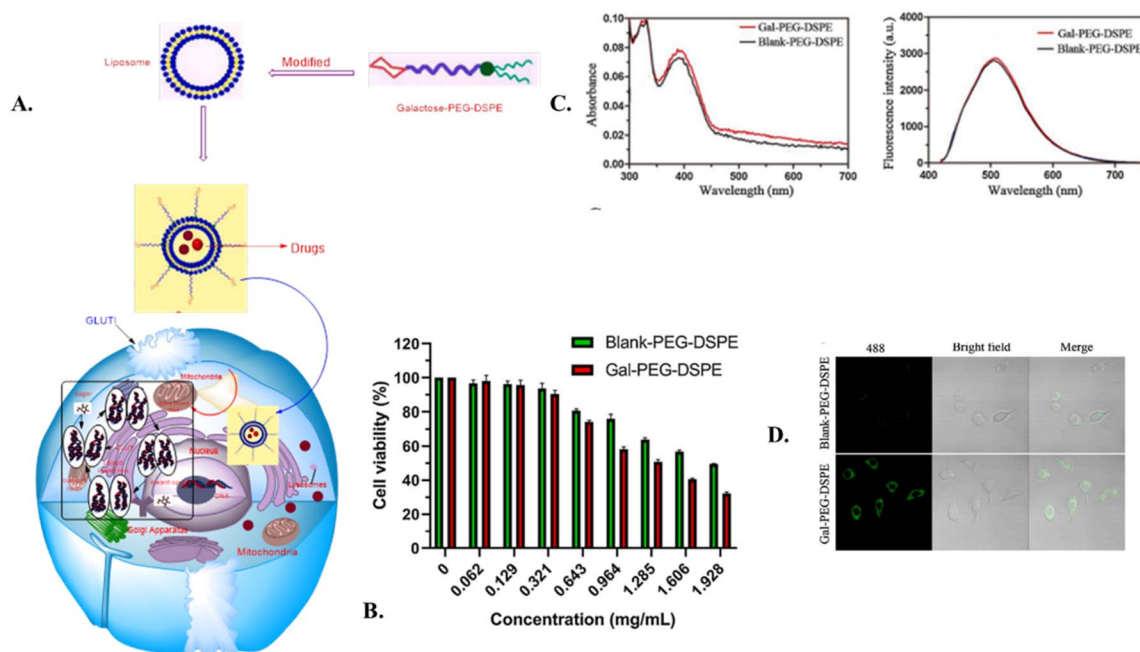 A.
Liposome
Modified
Galactose-PEG-DSPE
Drugs
GLUTI
Mitochondria
Nucleus
DNA
Lysosomes
Golgi Apparatus
Mitochondria
B.
Blank-PEG-DSPE
Gal-PEG-DSPE
Cell viability (%)
120
100
80
60
40
20
0
0
0.062
0.129
0.321
0.643
0.964
1.285
1.606
1.928
Concentration (mg/mL)
C.
Gal-PEG-DSPE
Blank-PEG-DSPE
Absorbance
0.10
0.08
0.06
0.04
0.02
0.00
300 400 500 600 700
Wavelength (nm)
Gal-PEG-DSPE
Blank-PEG-DSPE
Fluorescence intensity (a.u.)
4000
3000
2000
1000
0
400 500 600 700
Wavelength (nm)
D.
488 Bright field Merge
Blank-PEG-DSPE
Gal-PEG-DSPE